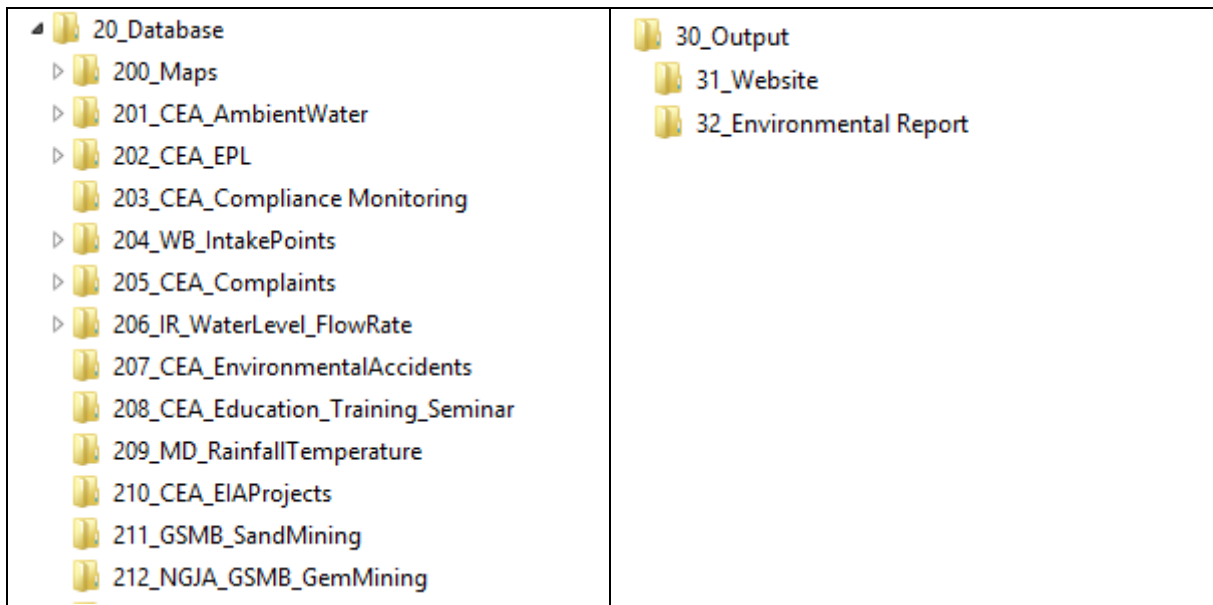 20_Database
200_Maps
201_CEA_AmbientWater
202_CEA_EPL
203_CEA_Compliance Monitoring
204_WB_IntakePoints
205_CEA_Complaints
206_IR_WaterLevel_FlowRate
207_CEA_EnvironmentalAccidents
208_CEA_Education_Training_Seminar
209_MD_RainfallTemperature
210_CEA_EIAProjects
211_GSMB_SandMining
212_NGJA_GSMB_GemMining
30_Output
31_Website
32_Environmental Report